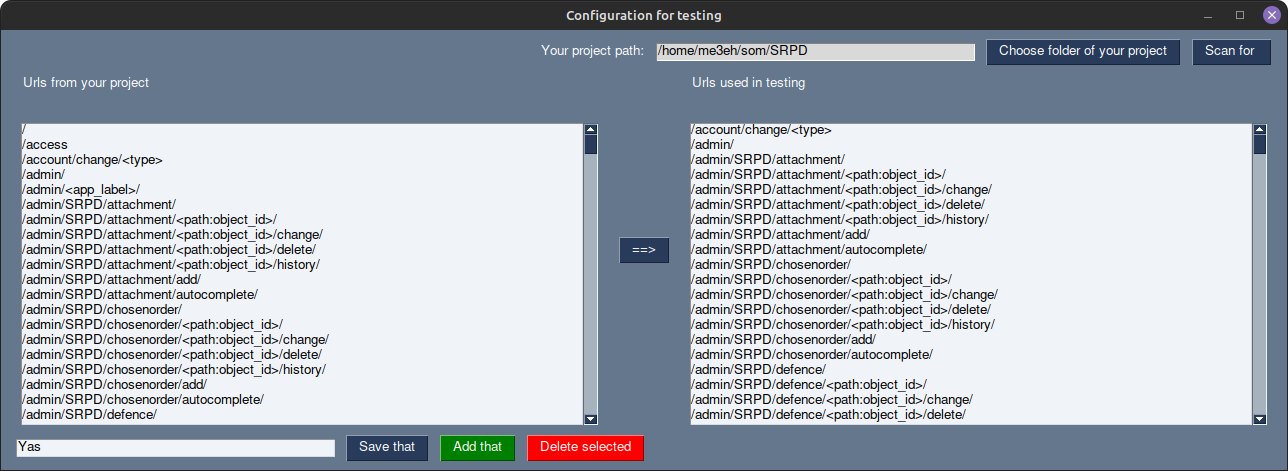 Configuration for testing
Your project path: /home/me3eh/som/SRPD Choose folder of your project Scan for
Urls from your project
Urls used in testing
/
/access
/account/change/<type>
/admin/
/admin/<app_label>/
/admin/SRPD/attachment/
/admin/SRPD/attachment/<path:object_id>/
/admin/SRPD/attachment/<path:object_id>/change/
/admin/SRPD/attachment/<path:object_id>/delete/
/admin/SRPD/attachment/<path:object_id>/history/
/admin/SRPD/attachment/add/
/admin/SRPD/attachment/autocomplete/
/admin/SRPD/chosenorder/
/admin/SRPD/chosenorder/<path:object_id>/
/admin/SRPD/chosenorder/<path:object_id>/change/
/admin/SRPD/chosenorder/<path:object_id>/delete/
/admin/SRPD/chosenorder/<path:object_id>/history/
/admin/SRPD/chosenorder/add/
/admin/SRPD/chosenorder/autocomplete/
/admin/SRPD/defence/
==>
/account/change/<type>
/admin/
/admin/SRPD/attachment/
/admin/SRPD/attachment/<path:object_id>/
/admin/SRPD/attachment/<path:object_id>/change/
/admin/SRPD/attachment/<path:object_id>/delete/
/admin/SRPD/attachment/<path:object_id>/history/
/admin/SRPD/attachment/add/
/admin/SRPD/attachment/autocomplete/
/admin/SRPD/chosenorder/
/admin/SRPD/chosenorder/<path:object_id>/
/admin/SRPD/chosenorder/<path:object_id>/change/
/admin/SRPD/chosenorder/<path:object_id>/delete/
/admin/SRPD/chosenorder/<path:object_id>/history/
/admin/SRPD/chosenorder/add/
/admin/SRPD/chosenorder/autocomplete/
/admin/SRPD/defence/
/admin/SRPD/defence/<path:object_id>/
/admin/SRPD/defence/<path:object_id>/change/
/admin/SRPD/defence/<path:object_id>/delete/
Yas Save that Add that Delete selected